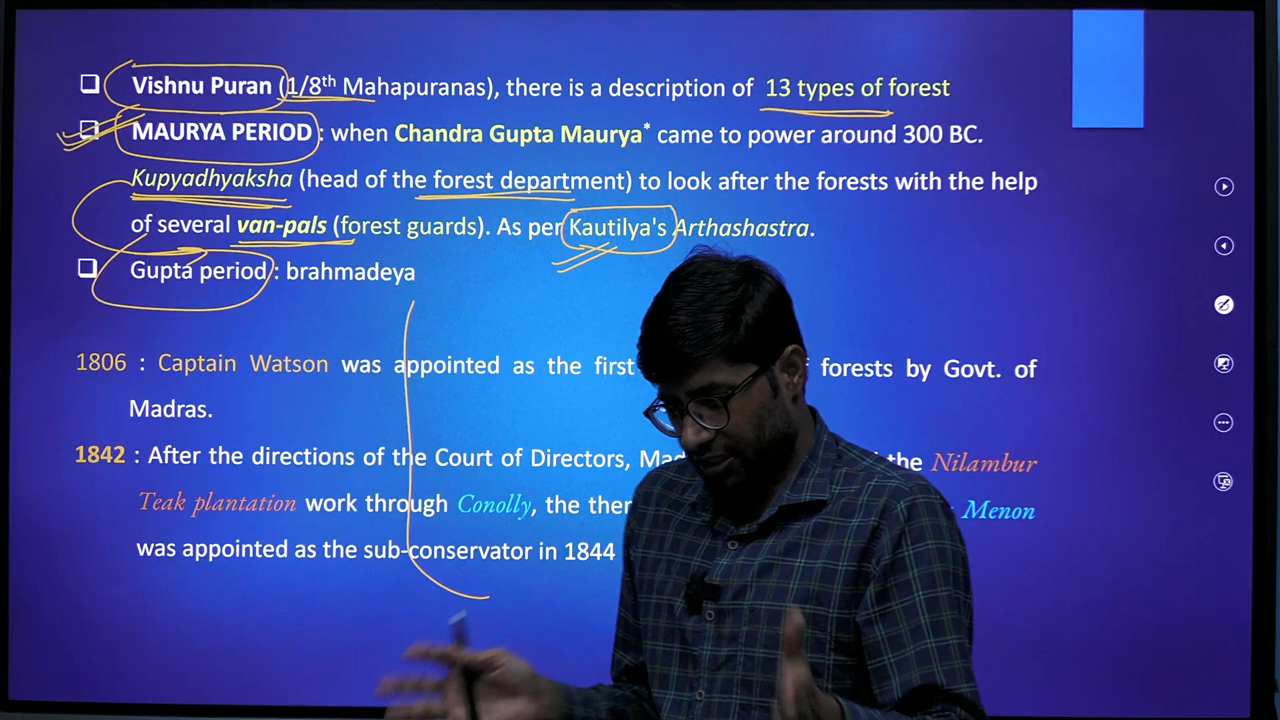 Vishnu Puran (1/8th Mahapuranas), there is a description of 13 types of forest
MAURYA PERIOD : when Chandra Gupta Maurya* came to power around 300 BC.
Kupyadhyaksha (head of the forest department) to look after the forests with the help
of several van-pals (forest guards). As per Kautilya's Arthashastra.
Gupta period : brahmadeya
1806 : Captain Watson was appointed as the first forests by Govt. of
Madras.
1842 : After the directions of the Court of Directors, the Nilambur
Teak plantation work through Conolly, the Menon
was appointed as the sub-conservator in 1844